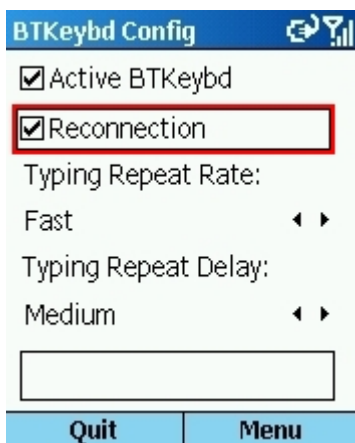 BTKeybd Config
Active BTKeybd
Reconnection
Typing Repeat Rate:
Fast
Typing Repeat Delay:
Medium
Quit Menu